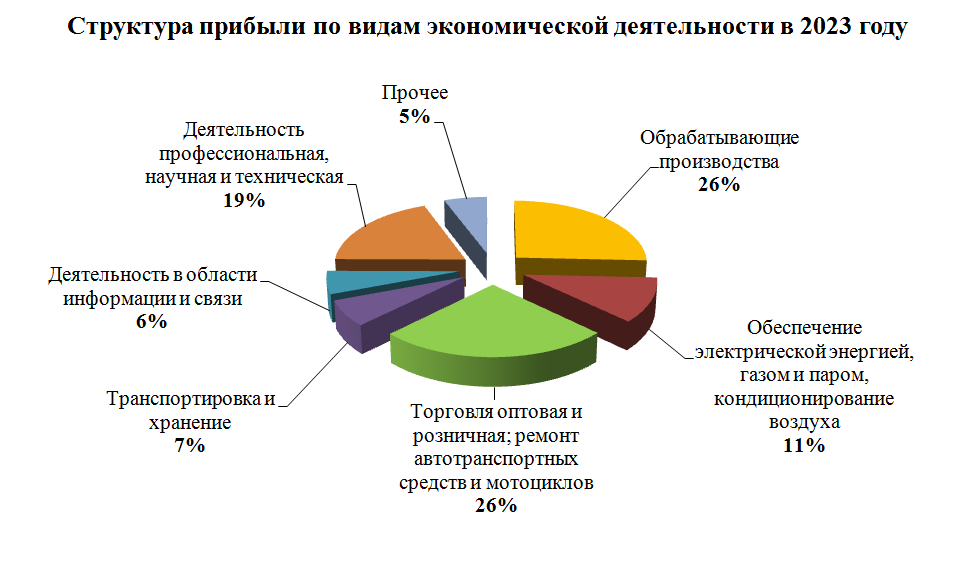 Структура прибыли по видам экономической деятельности в 2023 году
Прочее
5%
Обрабатывающие
производства
26%
Деятельность
профессиональная,
научная и техническая
19%
Деятельность в области
информации и связи
6%
Обеспечение
электрической энергией,
газом и паром,
кондиционирование
воздуха
11%
Транспортировка и
хранение
7%
Торговля оптовая и
розничная; ремонт
автотранспортных
средств и мотоциклов
26%